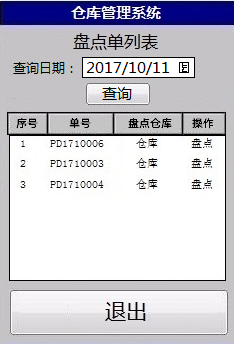 仓库管理系统
盘点单列表
查询日期： 2017/10/11
查询
序号 单号 盘点仓库 操作
1 PD1710006 仓库 盘点
2 PD1710003 仓库 盘点
3 PD1710004 仓库 盘点
退出